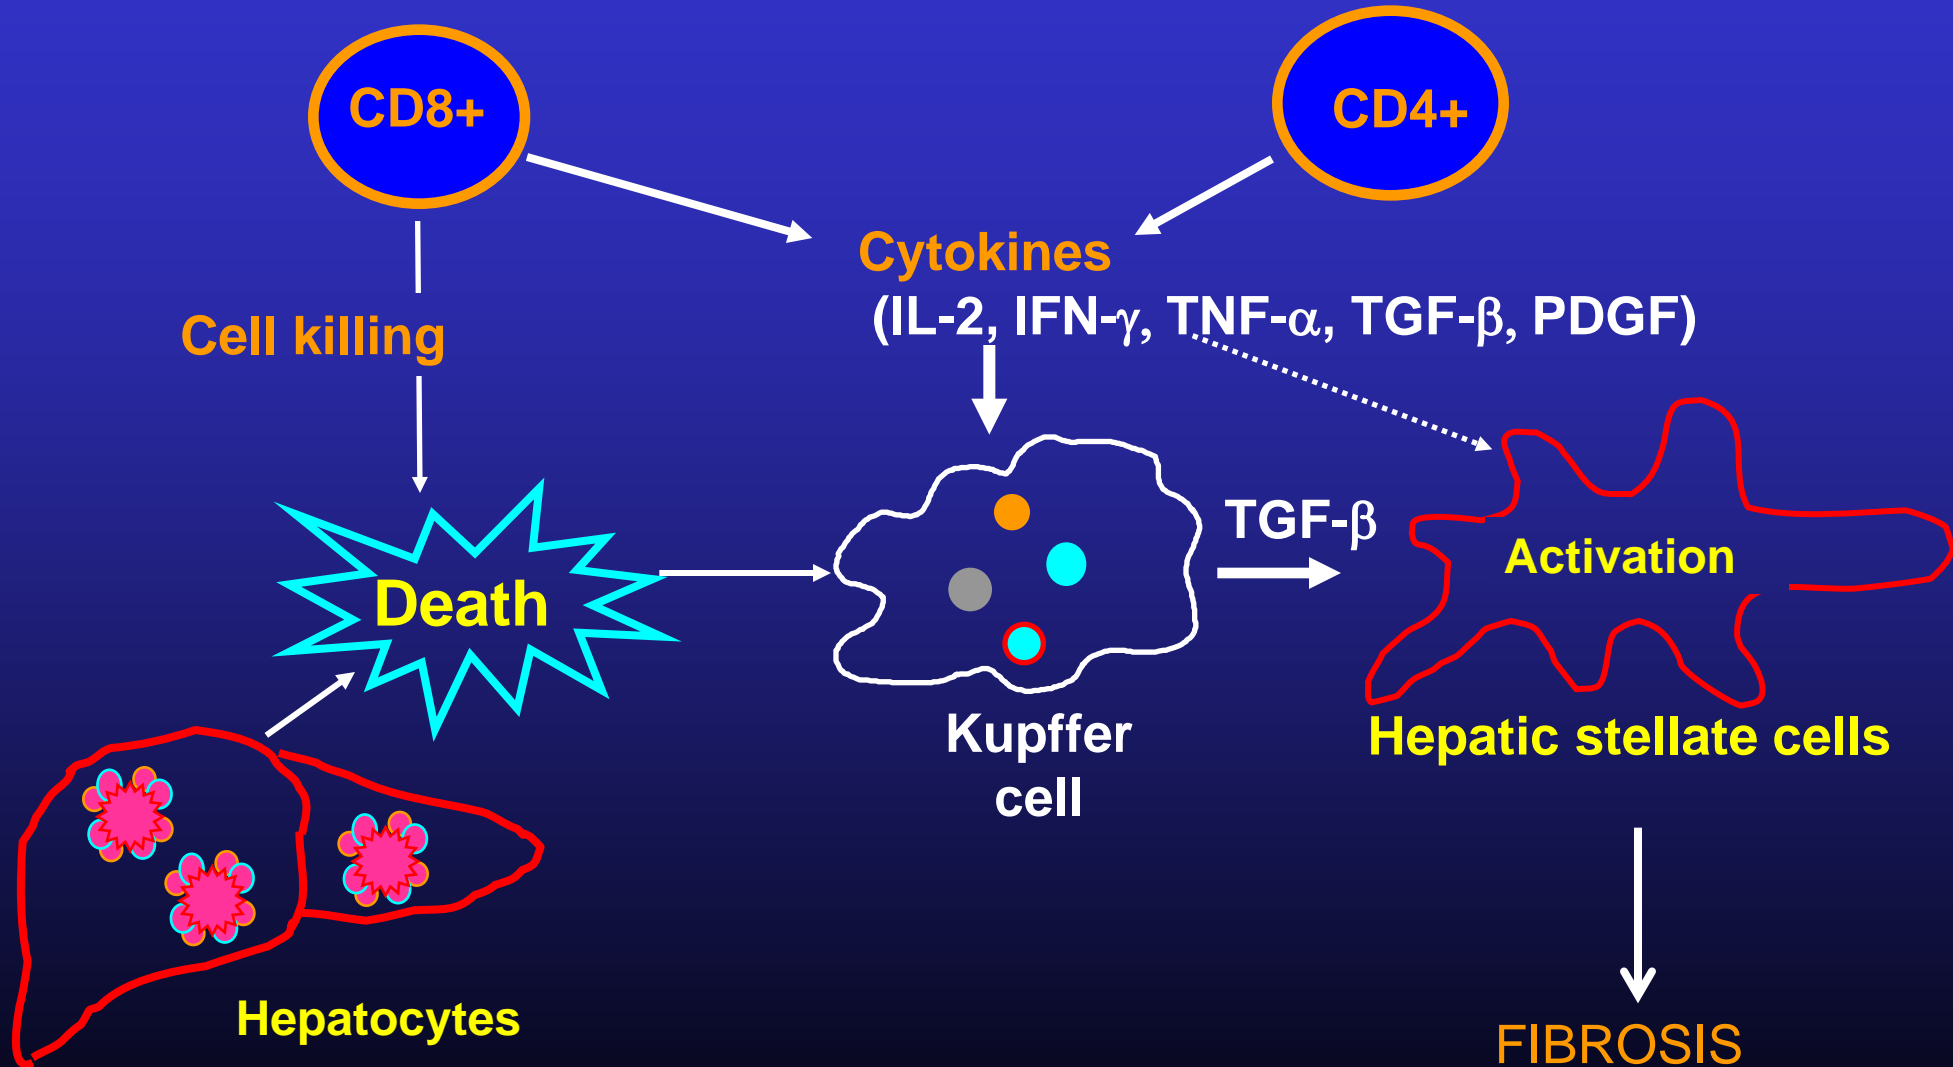 CD8+
CD4+
Cytokines
(IL-2, IFN-γ, TNF-α, TGF-β, PDGF)
Cell killing
TGF-β
Activation
Death
Kupffer
cell
Hepatic stellate cells
Hepatocytes
FIBROSIS